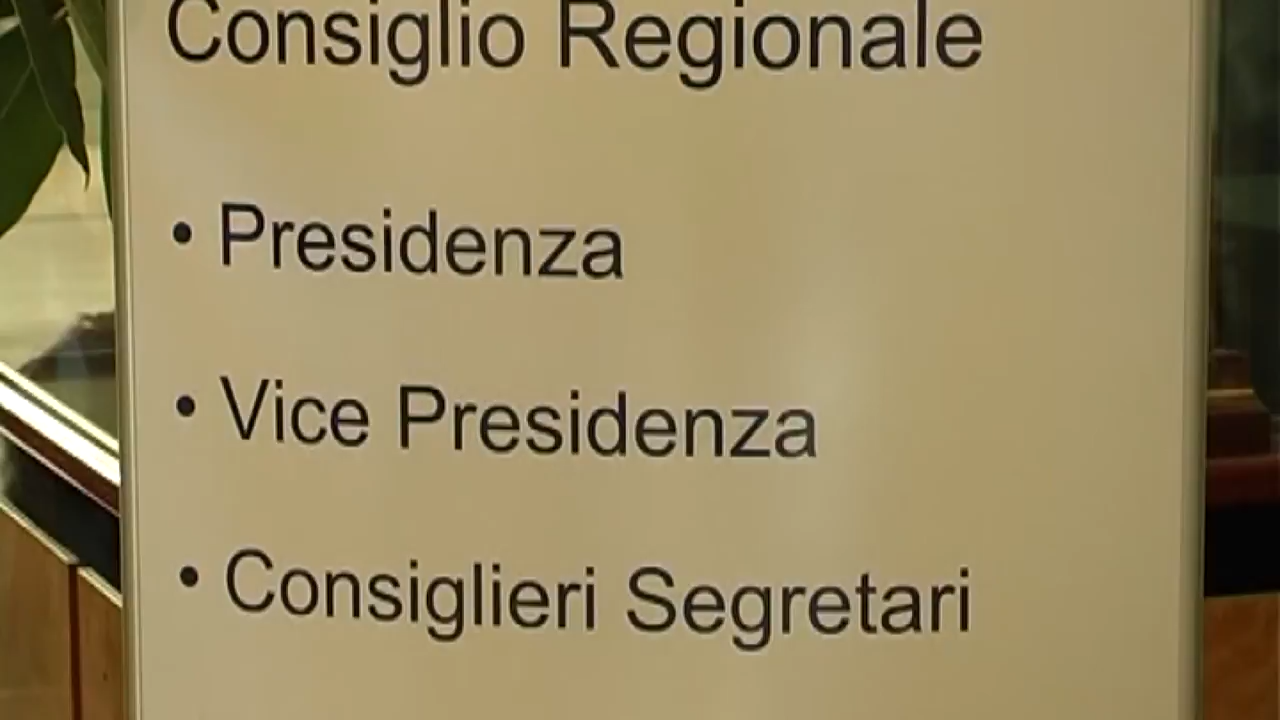 Consiglio Regionale
• Presidenza
• Vice Presidenza
• Consiglieri Segretari